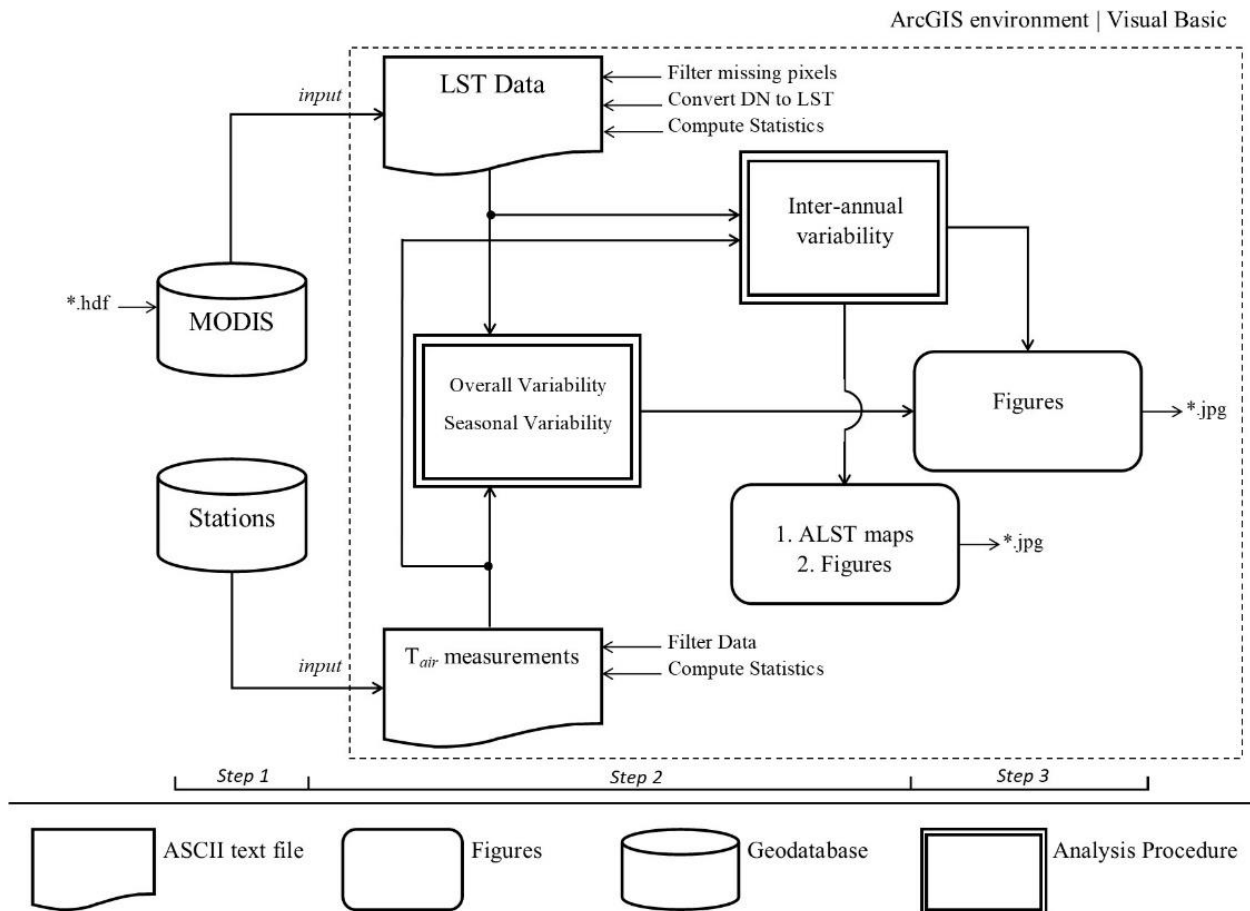 ArcGIS environment | Visual Basic
LST Data
Filter missing pixels
Convert DN to LST
Compute Statistics
input
Inter-annual
variability
*.hdf
MODIS
Overall Variability
Seasonal Variability
Figures
*.jpg
Stations
1. ALST maps
2. Figures
*.jpg
input
Tair measurements
Filter Data
Compute Statistics
Step 1
Step 2
Step 3
ASCII text file
Figures
Geodatabase
Analysis Procedure